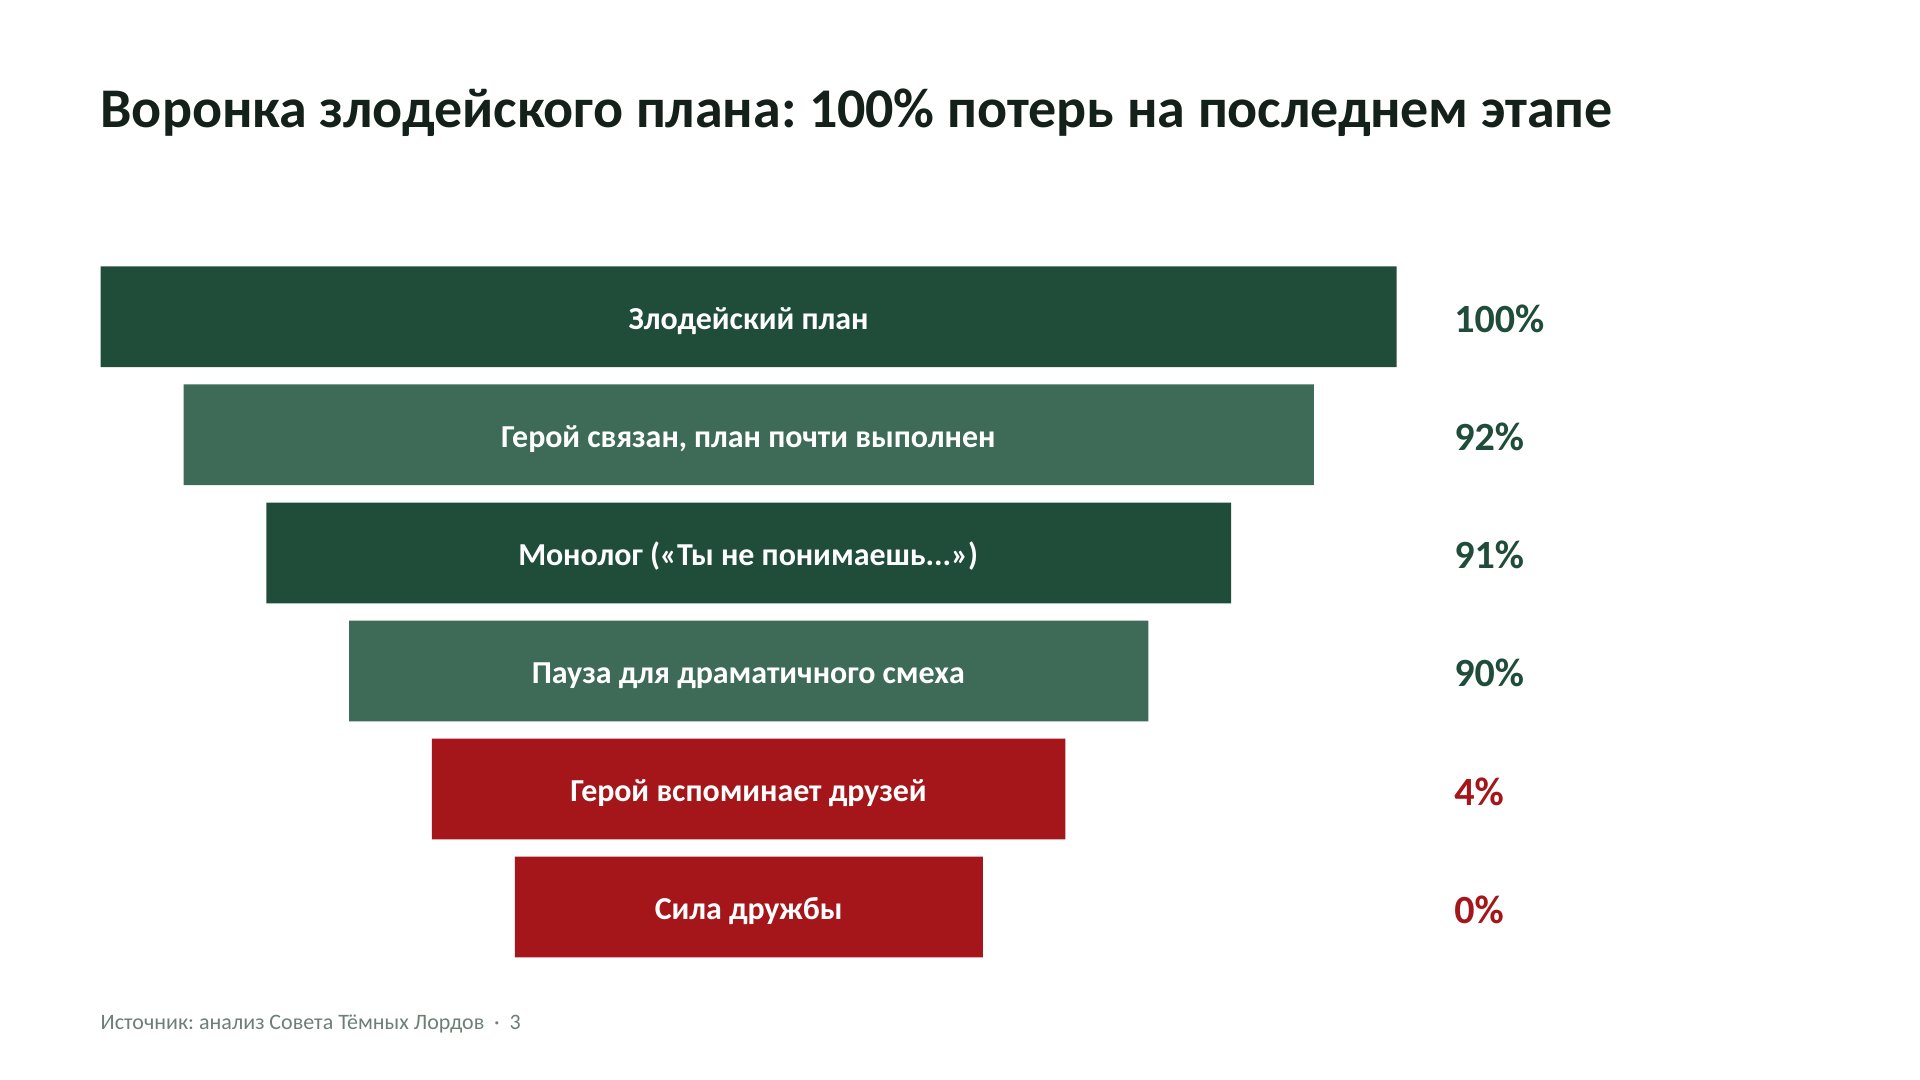 Воронка злодейского плана: 100% потерь на последнем этапе
Злодейский план
100%
Герой связан, план почти выполнен
92%
Монолог («Ты не понимаешь...»)
91%
Пауза для драматичного смеха
90%
Герой вспоминает друзей
4%
Сила дружбы
0%
Источник: анализ Совета Тёмных Лордов · 3